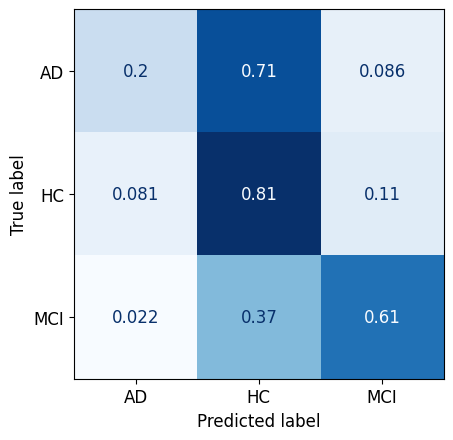 AD 0.2 0.71 0.086
HC 0.081 0.81 0.11
MCI 0.022 0.37 0.61
True label
AD HC MCI
Predicted label